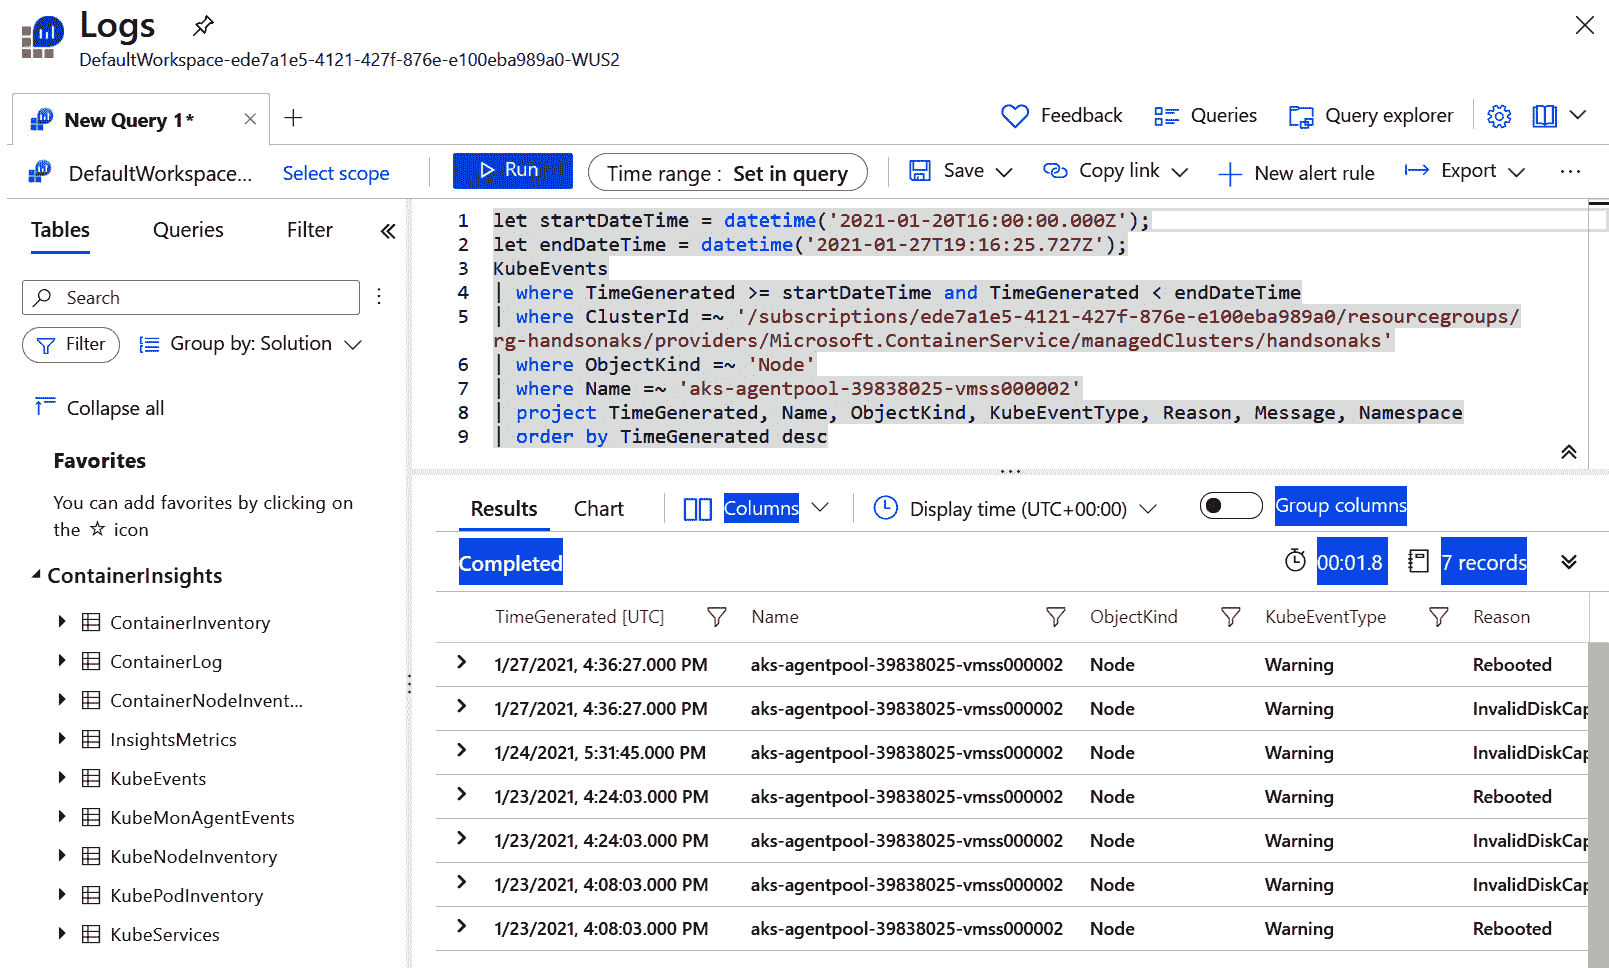 Logs
DefaultWorkspace-ede7a1e5-4121-427f-876e-e100eba989a0-WUS2
New Query 1*
Feedback
Queries
Query explorer
DefaultWorkspace...
Select scope
Run
Time range : Set in query
Save
Copy link
New alert rule
Export
Tables
Queries
Filter
Search
Filter
Group by: Solution
Collapse all
Favorites
You can add favorites by clicking on
the ☆ icon
ContainerInsights
ContainerInventory
ContainerLog
ContainerNodeInvent...
InsightsMetrics
KubeEvents
KubeMonAgentEvents
KubeNodeInventory
KubePodInventory
KubeServices
1 let startDateTime = datetime('2021-01-20T16:00:00.000Z');
2 let endDateTime = datetime('2021-01-27T19:16:25.727Z');
3 KubeEvents
4 | where TimeGenerated >= startDateTime and TimeGenerated < endDateTime
5 | where ClusterId =~ '/subscriptions/ede7a1e5-4121-427f-876e-e100eba989a0/resourcegroups/
rg-handsonaks/providers/Microsoft.ContainerService/managedClusters/handsonaks'
6 | where ObjectKind =~ 'Node'
7 | where Name =~ 'aks-agentpool-39838025-vmss000002'
8 | project TimeGenerated, Name, ObjectKind, KubeEventType, Reason, Message, Namespace
9 | order by TimeGenerated desc
Results
Chart
Columns
Display time (UTC+00:00)
Group columns
Completed
00:01.8
7 records
TimeGenerated [UTC] Name ObjectKind KubeEventType Reason
1/27/2021, 4:36:27.000 PM aks-agentpool-39838025-vmss000002 Node Warning Rebooted
1/27/2021, 4:36:27.000 PM aks-agentpool-39838025-vmss000002 Node Warning InvalidDiskCap
1/24/2021, 5:31:45.000 PM aks-agentpool-39838025-vmss000002 Node Warning InvalidDiskCap
1/23/2021, 4:24:03.000 PM aks-agentpool-39838025-vmss000002 Node Warning Rebooted
1/23/2021, 4:24:03.000 PM aks-agentpool-39838025-vmss000002 Node Warning InvalidDiskCap
1/23/2021, 4:08:03.000 PM aks-agentpool-39838025-vmss000002 Node Warning InvalidDiskCap
1/23/2021, 4:08:03.000 PM aks-agentpool-39838025-vmss000002 Node Warning Rebooted